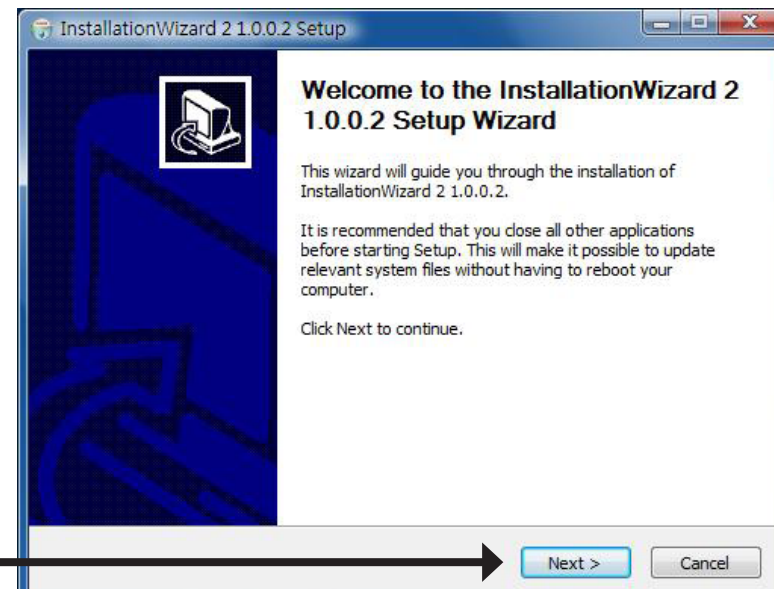 InstallationWizard 2 1.0.0.2 Setup
Welcome to the InstallationWizard 2
1.0.0.2 Setup Wizard
This wizard will guide you through the installation of
InstallationWizard 2 1.0.0.2.
It is recommended that you close all other applications
before starting Setup. This will make it possible to update
relevant system files without having to reboot your
computer.
Click Next to continue.
Next > Cancel